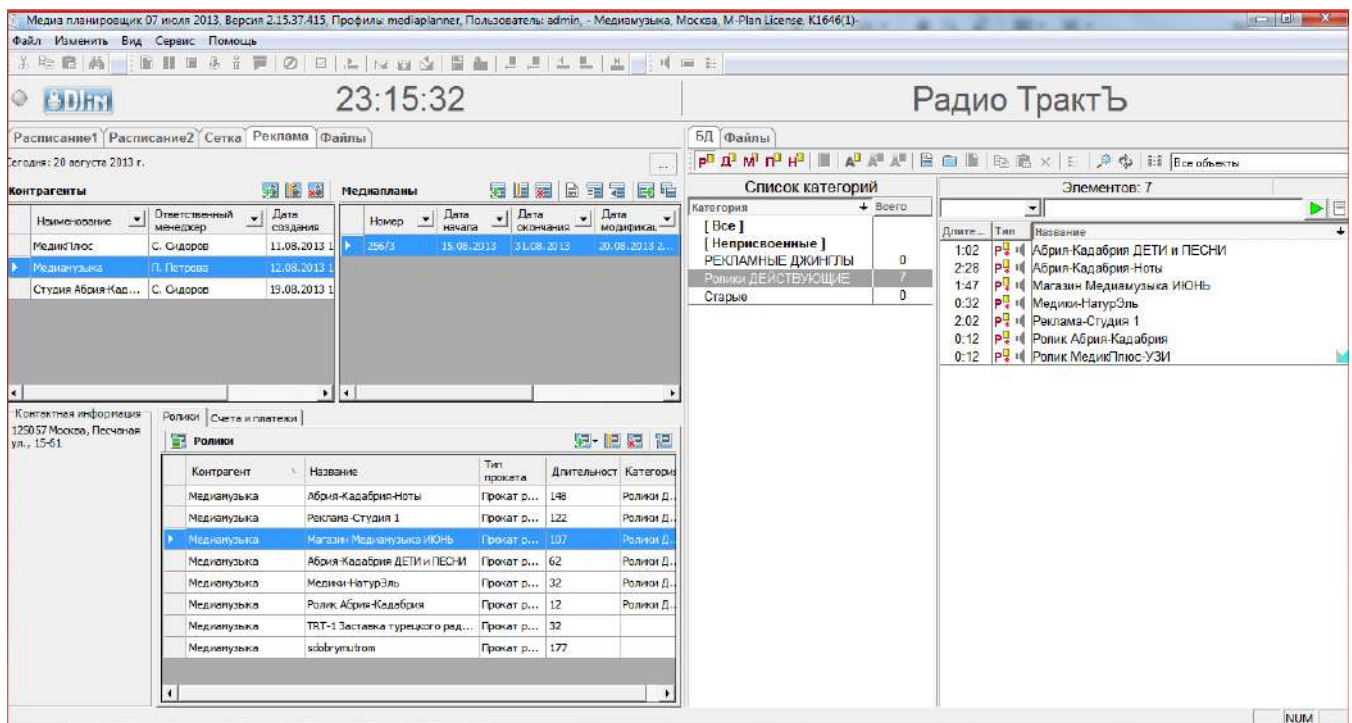 Медиа планировщик 07 июля 2013, Версия 2.15.37.415, Профиль: mediaplanner, Пользователь: admin, - Медиамузыка, Москва, M-Plan License, K1646(1)-
Файл Изменить Вид Сервис Помощь
DJin 23:15:32 Радио ТрактЪ
Расписание1 Расписание2 Сетка Реклама Файлы
БД Файлы
Сегодня: 20 августа 2013 г. ...
Все объекты
Контрагенты
Медиапланы
Наименование Ответственный менеджер Дата создания
МедикПлюс С. Сидоров 11.08.2013 1
Медиамузыка П. Петрова 12.08.2013 1
Студия Абрия-Кад... С. Сидоров 19.08.2013 1
Номер Дата начала Дата окончания Дата модификац
256/3 15.08.2013 31.08.2013 20.08.2013 2...
Список категорий
Категория Всего
[ Все ]
[ Неприсвоенные ]
РЕКЛАМНЫЕ ДЖИНГЛЫ 0
Ролики ДЕЙСТВУЮЩИЕ 7
Старые 0
Элементов: 7
Длите... Тип Название
1:02 Абрия-Кадабрия ДЕТИ и ПЕСНИ
2:28 Абрия-Кадабрия-Ноты
1:47 Магазин Медиамузыка ИЮНЬ
0:32 Медики-НатурЭль
2:02 Реклама-Студия 1
0:12 Ролик Абрия-Кадабрия
0:12 Ролик МедикПлюс-УЗИ
Контактная информация
125057 Москва, Песчаная
ул., 15-61
Ролики Счета и платежи
Ролики
Контрагент Название Тип проката Длительност Категория
Медиамузыка Абрия-Кадабрия-Ноты Прокат р... 148 Ролики Д..
Медиамузыка Реклама-Студия 1 Прокат р... 122 Ролики Д..
Медиамузыка Магазин Медиамузыка ИЮНЬ Прокат р... 107 Ролики Д..
Медиамузыка Абрия-Кадабрия ДЕТИ и ПЕСНИ Прокат р... 62 Ролики Д..
Медиамузыка Медики-НатурЭль Прокат р... 32 Ролики Д..
Медиамузыка Ролик Абрия-Кадабрия Прокат р... 12 Ролики Д..
Медиамузыка TRT-1 Заставка турецкого рад... Прокат р... 32
Медиамузыка sdobrymutrom Прокат р... 177
NUM